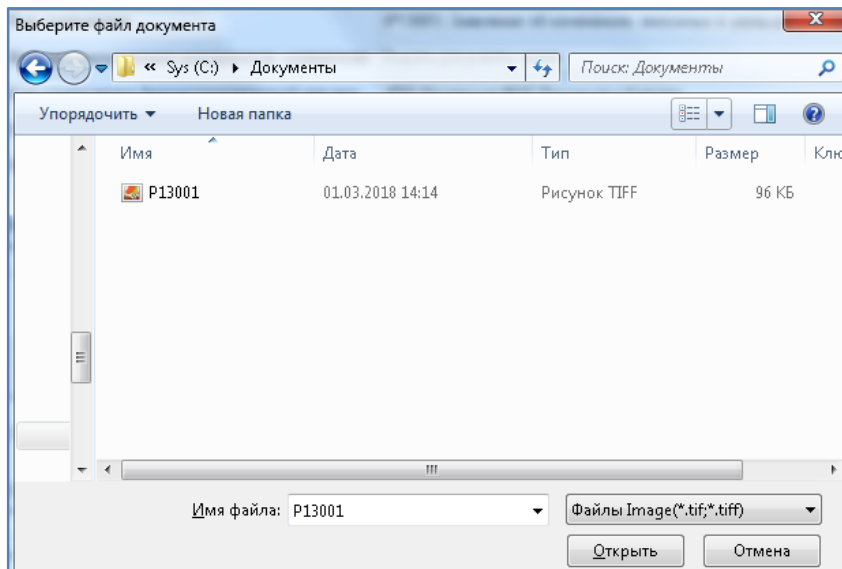 Выберите файл документа
« Sys (C:) ▸ Документы
Поиск: Документы
Упорядочить ▼ Новая папка
Имя Дата Тип Размер Клю
P13001 01.03.2018 14:14 Рисунок TIFF 96 КБ
Имя файла: P13001 Файлы Image(*.tif;*.tiff)
Открыть Отмена